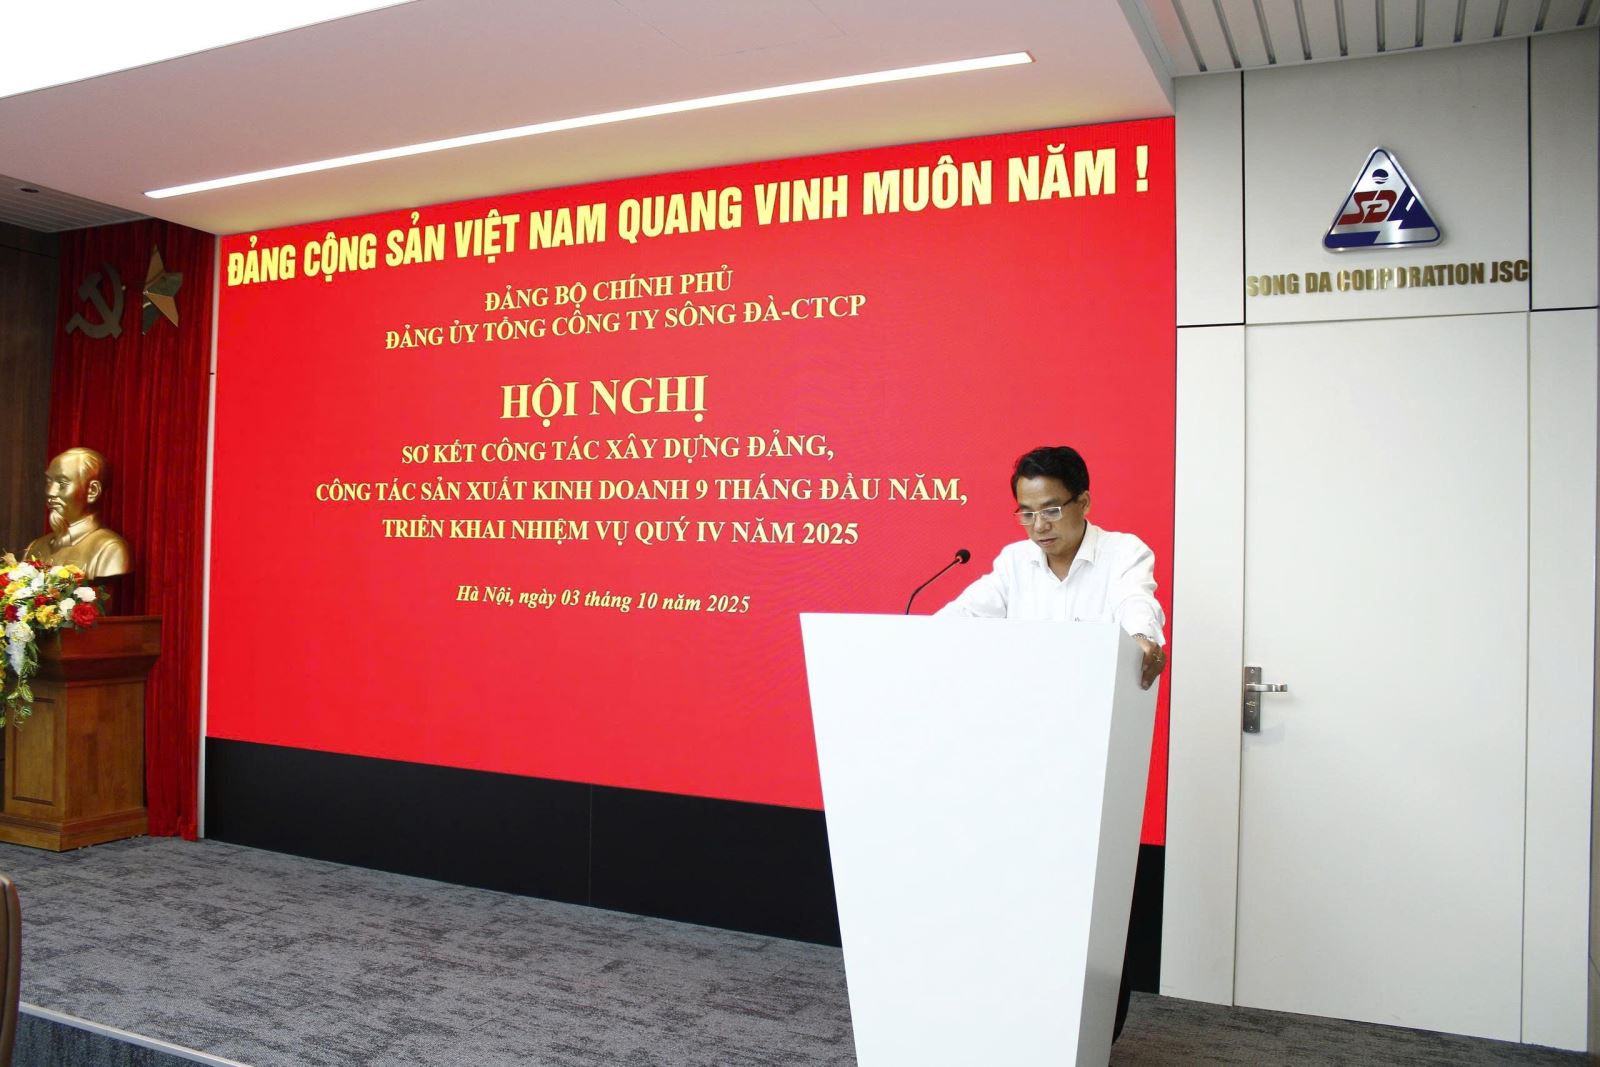 ĐẢNG CỘNG SẢN VIỆT NAM QUANG VINH MUÔN NĂM !
ĐẢNG BỘ CHÍNH PHỦ
ĐẢNG ỦY TỔNG CÔNG TY SÔNG ĐÀ-CTCP
HỘI NGHỊ
SƠ KẾT CÔNG TÁC XÂY DỰNG ĐẢNG,
CÔNG TÁC SẢN XUẤT KINH DOANH 9 THÁNG ĐẦU NĂM,
TRIỂN KHAI NHIỆM VỤ QUÝ IV NĂM 2025
Hà Nội, ngày 03 tháng 10 năm 2025
SDA
SONG DA CORPORATION JSC